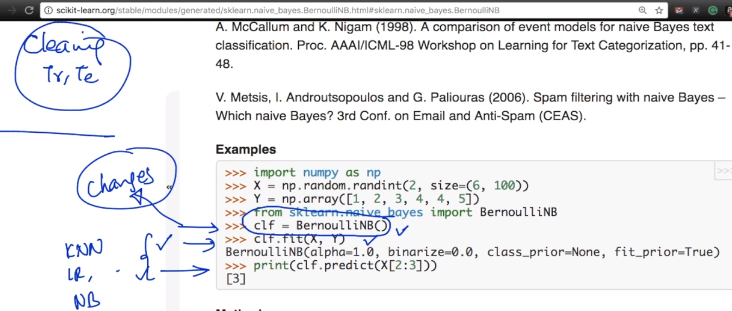 scikit-learn.org/stable/modules/generated/sklearn.naive_bayes.BernoulliNB.html#sklearn.naive_bayes.BernoulliNB
A. McCallum and K. Nigam (1998). A comparison of event models for naive Bayes text
classification. Proc. AAAI/ICML-98 Workshop on Learning for Text Categorization, pp. 41-
48.
V. Metsis, I. Androutsopoulos and G. Paliouras (2006). Spam filtering with naive Bayes –
Which naive Bayes? 3rd Conf. on Email and Anti-Spam (CEAS).
Examples
>>> import numpy as np
>>> X = np.random.randint(2, size=(6, 100))
>>> Y = np.array([1, 2, 3, 4, 4, 5])
>>> from sklearn.naive_bayes import BernoulliNB
>>> clf = BernoulliNB()
>>> clf.fit(X, Y)
BernoulliNB(alpha=1.0, binarize=0.0, class_prior=None, fit_prior=True)
>>> print(clf.predict(X[2:3]))
[3]
>>>
Cleaning
Tr, Te
Changes
KNN
LR,
NB